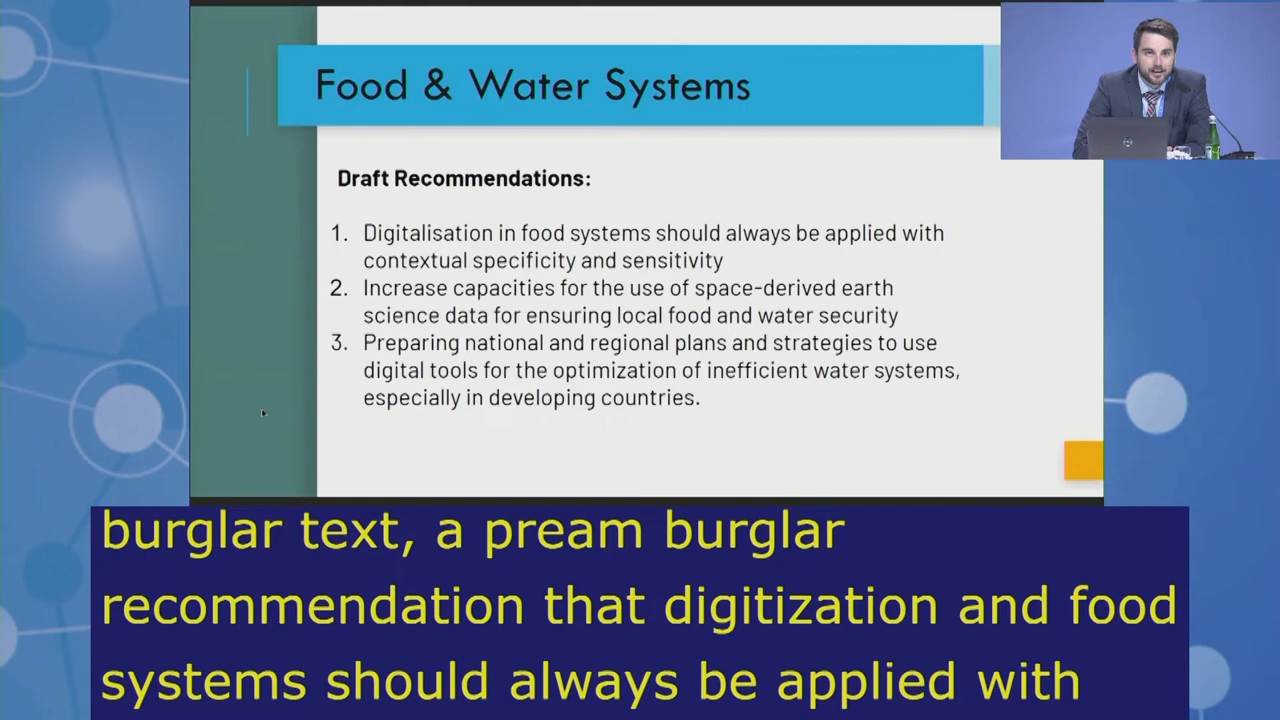 Food & Water Systems
Draft Recommendations:
1. Digitalisation in food systems should always be applied with
contextual specificity and sensitivity
2. Increase capacities for the use of space-derived earth
science data for ensuring local food and water security
3. Preparing national and regional plans and strategies to use
digital tools for the optimization of inefficient water systems,
especially in developing countries.
burglar text, a pream burglar
recommendation that digitization and food
systems should always be applied with